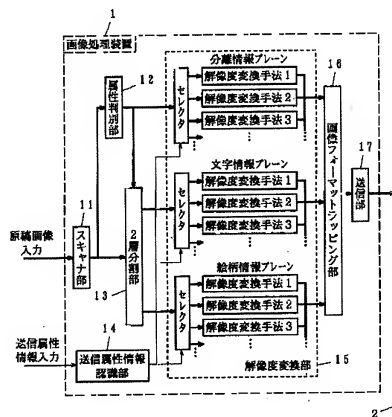 1
画像処理装置
属性判別部
12
分離情報プレーン
セレクタ
解像度変換手法1
解像度変換手法2
解像度変換手法3
16
画像フォーマットラッピング部
17
送信部
11
スキャナ部
原稿画像
入力
2層分割部
13
文字情報プレーン
セレクタ
解像度変換手法1
解像度変換手法2
解像度変換手法3
絵柄情報プレーン
セレクタ
解像度変換手法1
解像度変換手法2
解像度変換手法3
14
送信属性
情報入力
送信属性情報
認識部
解像度変換部
15
2